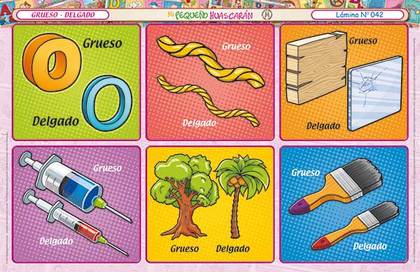 GRUESO - DELGADO
Mi PEQUEÑO HUASCARÁN
Lámina Nº 042
Grueso
Delgado
Grueso
Delgado
Grueso
Delgado
Grueso
Delgado
Grueso Delgado
Grueso
Delgado